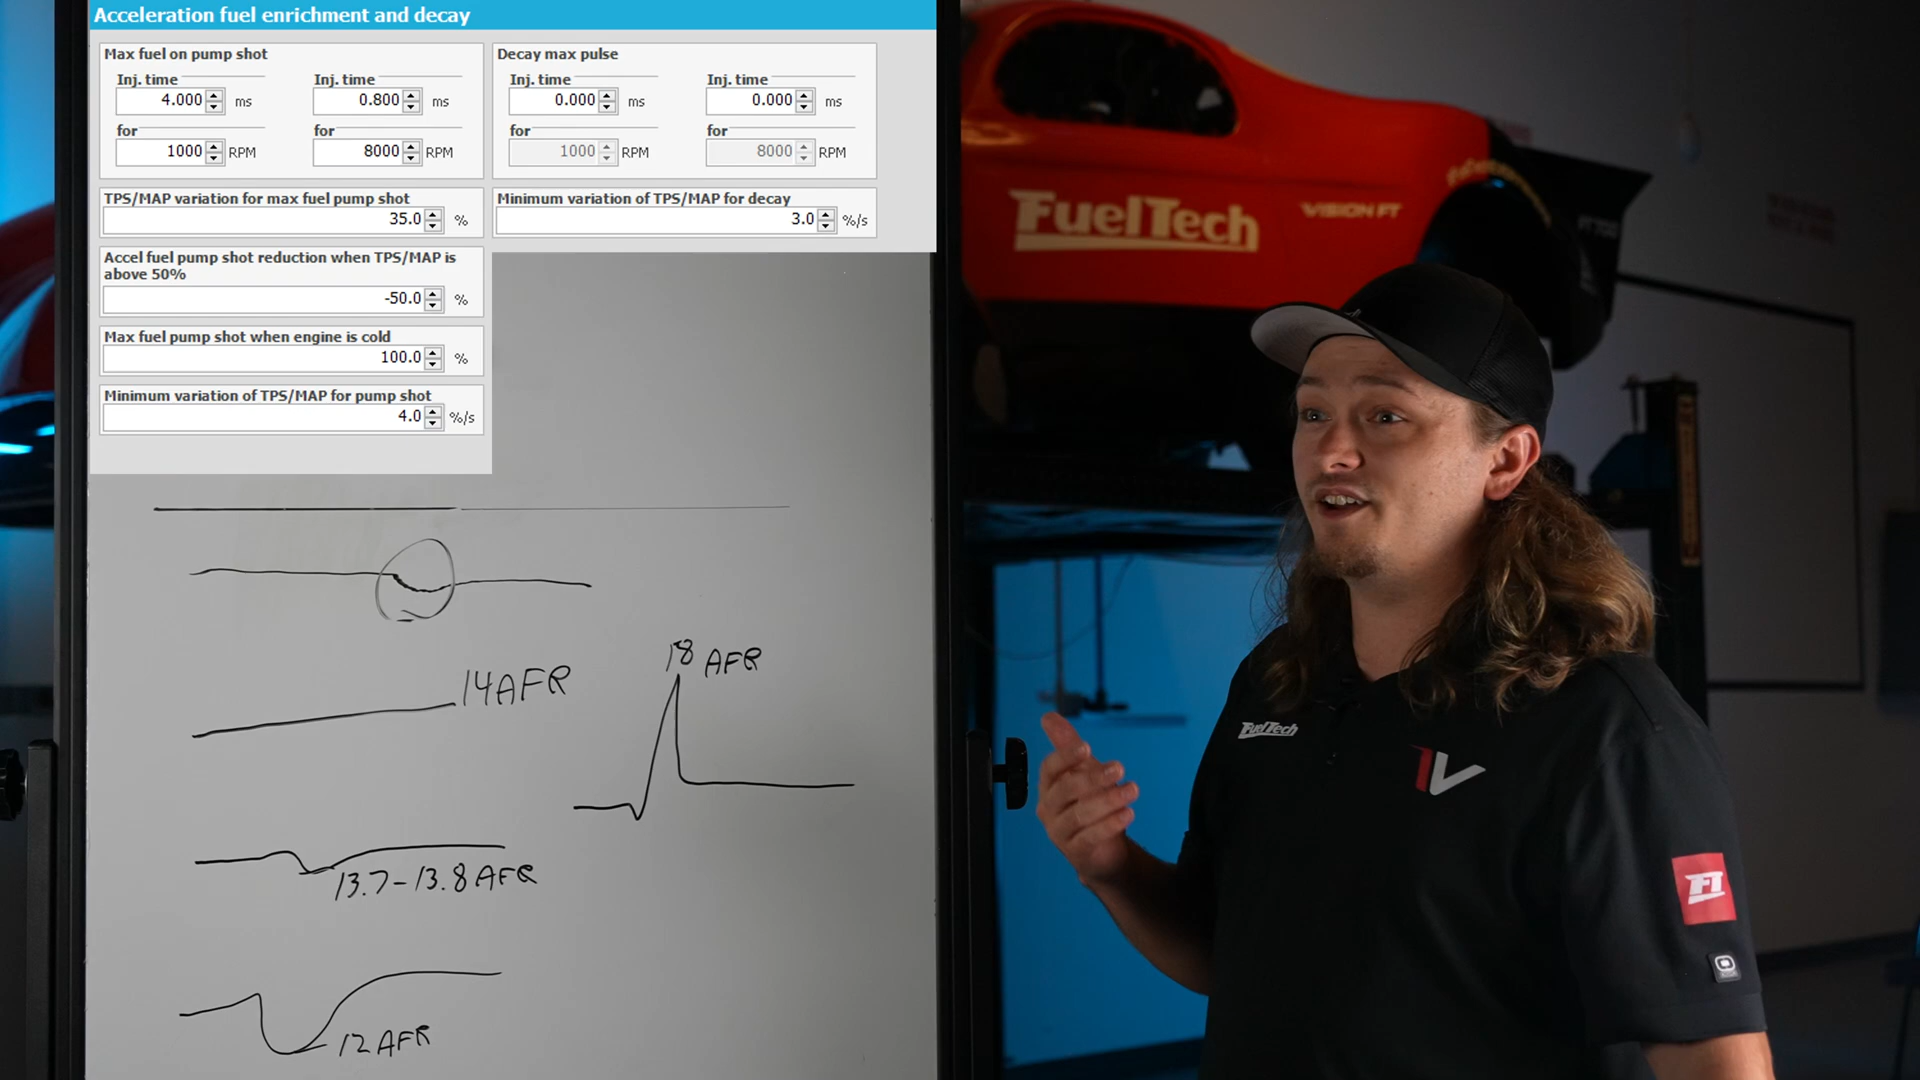 Acceleration fuel enrichment and decay
Max fuel on pump shot
Inj. time
4.000 ms
for
1000 RPM
Inj. time
0.800 ms
for
8000 RPM
Decay max pulse
Inj. time
0.000 ms
for
1000 RPM
Inj. time
0.000 ms
for
8000 RPM
TPS/MAP variation for max fuel pump shot
35.0 %
Minimum variation of TPS/MAP for decay
3.0 %/s
Accel fuel pump shot reduction when TPS/MAP is
above 50%
-50.0 %
Max fuel pump shot when engine is cold
100.0 %
Minimum variation of TPS/MAP for pump shot
4.0 %/s
14 AFR
18 AFR
13.7-13.8 AFR
12 AFR
FuelTech
VISION FT
FuelTech
FT